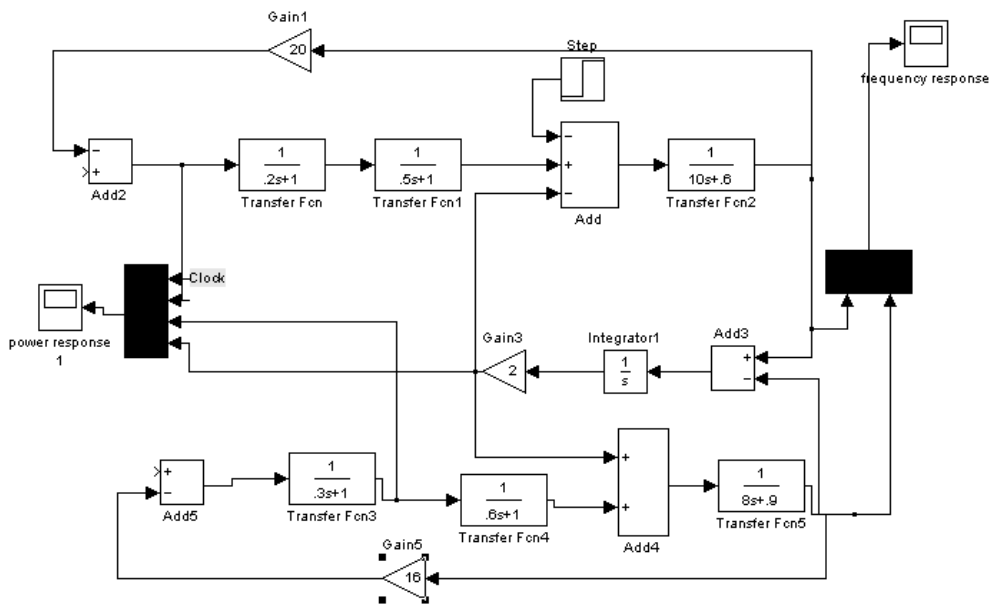 Gain1
20
Step
frequency response
−
+
Add2
1
.2s+1
Transfer Fcn
1
.5s+1
Transfer Fcn1
−
+
−
Add
1
10s+.6
Transfer Fcn2
Clock
power response
1
Gain3
2
Integrator1
1
s
Add3
+
−
+
−
Add5
1
.3s+1
Transfer Fcn3
1
.6s+1
Transfer Fcn4
+
+
Add4
1
8s+.9
Transfer Fcn5
Gain5
16